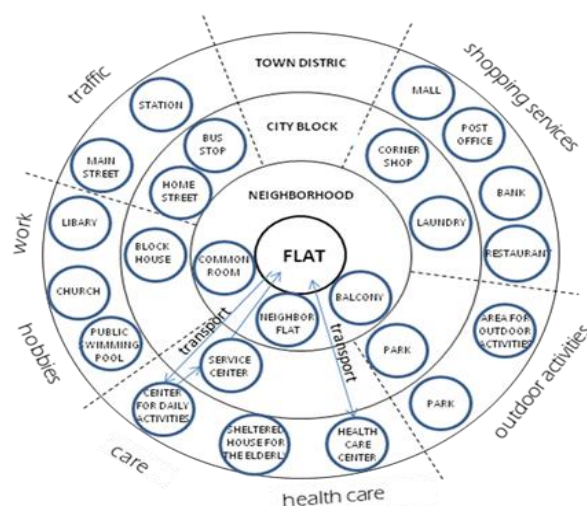 TOWN DISTRIC
CITY BLOCK
NEIGHBORHOOD
FLAT
traffic
STATION
MAIN
STREET
BUS
STOP
HOME
STREET
shopping services
MALL
POST
OFFICE
BANK
RESTAURANT
CORNER
SHOP
LAUNDRY
work
hobbies
LIBARY
CHURCH
PUBLIC
SWIMMING
POOL
BLOCK
HOUSE
COMMON
ROOM
NEIGHBOR
FLAT
BALCONY
outdoor activities
AREA FOR
OUTDOOR
ACTIVITIES
PARK
PARK
transport
transport
SERVICE
CENTER
care
CENTER
FOR DAILY
ACTIVITIES
SHELTERED
HOUSE FOR
THE ELDERLY
HEALTH
CARE
CENTER
health care